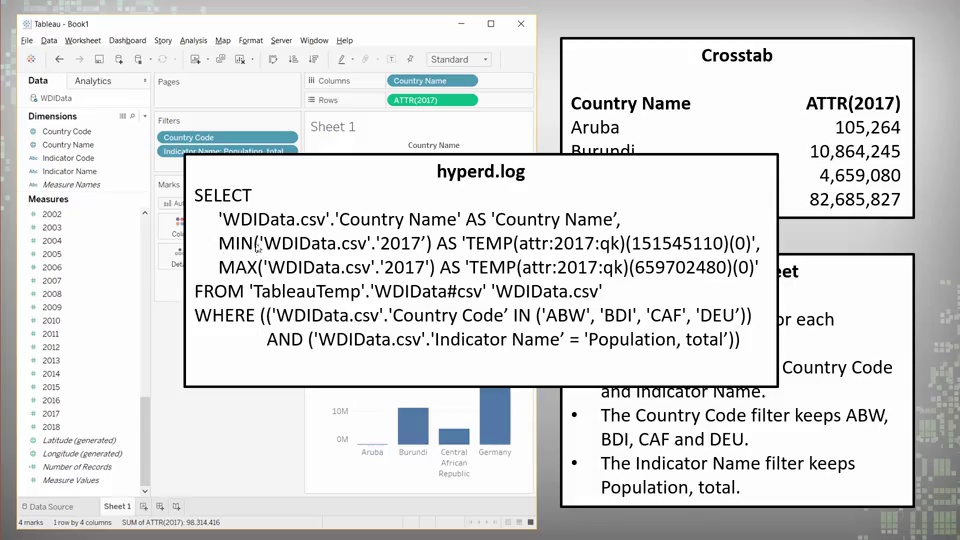 Tableau - Book1
File Data Worksheet Dashboard Story Analysis Map Format Server Window Help
Standard
Data Analytics
WDIData
Dimensions
Country Code
Country Name
Abc Indicator Code
Abc Indicator Name
Abc Measure Names
Measures
2002
2003
2004
2005
2006
2007
2008
2009
2010
2011
2012
2013
2014
2015
2016
2017
2018
Latitude (generated)
Longitude (generated)
Number of Records
Measure Values
Pages
Filters
Country Code
Indicator Name: Population, total
Marks
Columns Country Name
Rows ATTR(2017)
Sheet 1
Country Name
hyperd.log
SELECT
'WDIData.csv'.'Country Name' AS 'Country Name’,
MIN('WDIData.csv'.'2017’) AS 'TEMP(attr:2017:qk)(151545110)(0)',
MAX('WDIData.csv'.'2017') AS 'TEMP(attr:2017:qk)(659702480)(0)'
FROM 'TableauTemp'.'WDIData#csv' 'WDIData.csv'
WHERE (('WDIData.csv'.'Country Code’ IN ('ABW', 'BDI', 'CAF', 'DEU’))
AND ('WDIData.csv'.'Indicator Name’ = 'Population, total’))
10M
0M
Aruba
Burundi
Central African Republic
Germany
Data Source Sheet 1
4 marks 1 row by 4 columns SUM of ATTR(2017): 98,314,416
Crosstab
Country Name ATTR(2017)
Aruba 105,264
Burundi 10,864,245
4,659,080
82,685,827
for each
Country Code
and Indicator Name.
• The Country Code filter keeps ABW,
BDI, CAF and DEU.
• The Indicator Name filter keeps
Population, total.